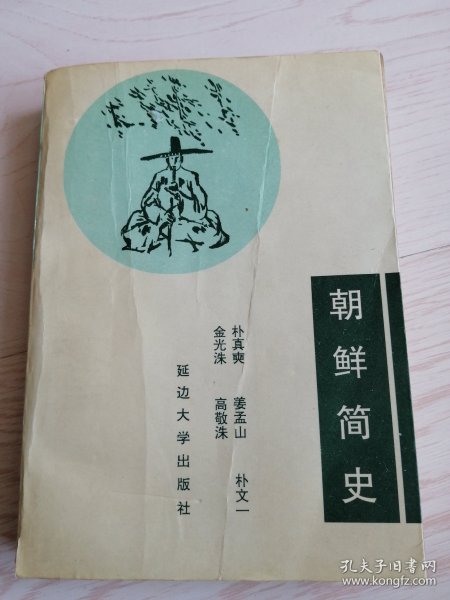 朝鲜简史
朴真奭 姜孟山 朴文一
金光洙 高敬洙
延边大学出版社
孔夫子旧书网
www.kongfz.com